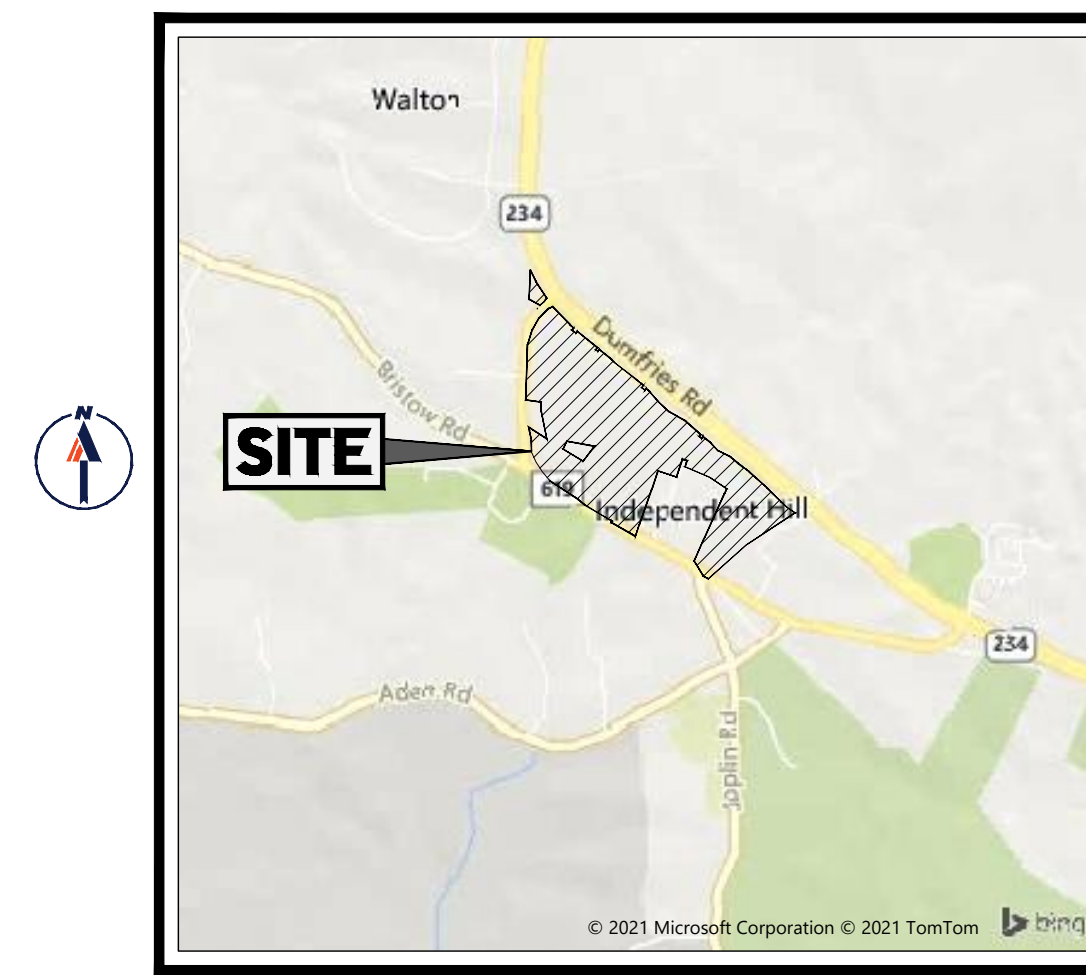 Walton
234
Dumfries Rd
Bristow Rd
N
SITE
619
Independent Hill
234
Aden Rd
Joplin Rd
© 2021 Microsoft Corporation © 2021 TomTom
bing